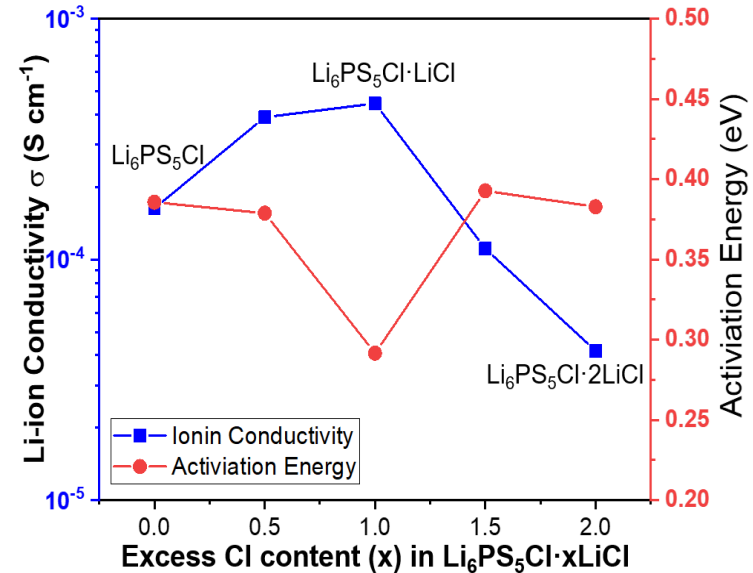 Li-ion Conductivity σ (S cm⁻¹)
10⁻³
10⁻⁴
10⁻⁵
Li₆PS₅Cl
Li₆PS₅Cl·LiCl
Li₆PS₅Cl·2LiCl
Ionin Conductivity
Activiation Energy
0.50
0.45
0.40
0.35
0.30
0.25
0.20
Activiation Energy (eV)
0.0 0.5 1.0 1.5 2.0
Excess Cl content (x) in Li₆PS₅Cl·xLiCl